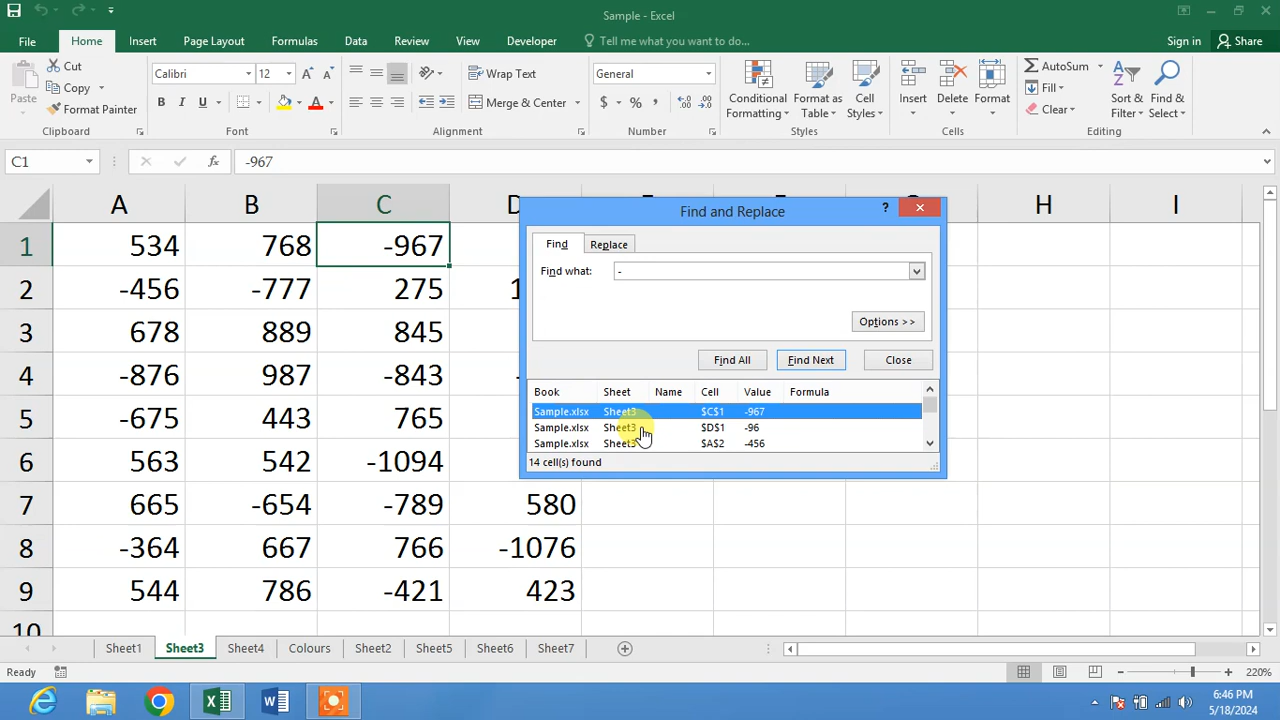 Sample - Excel
File Home Insert Page Layout Formulas Data Review View Developer Tell me what you want to do... Sign in Share
Paste Cut Copy Format Painter
Calibri 12 Wrap Text Merge & Center General
B I U A $ % ,
Conditional Formatting Format as Table Cell Styles Insert Delete Format AutoSum Fill Clear Sort & Filter Find & Select
Clipboard Font Alignment Number Styles Cells Editing
C1 fx -967
A B C D H I
1 534 768 -967
2 -456 -777 275
3 678 889 845
4 -876 987 -843
5 -675 443 765
6 563 542 -1094
7 665 -654 -789 580
8 -364 667 766 -1076
9 544 786 -421 423
10
Find and Replace ?
Find Replace
Find what: -
Options >>
Find All Find Next Close
Book Sheet Name Cell Value Formula
Sample.xlsx Sheet3 $C$1 -967
Sample.xlsx Sheet3 $D$1 -96
Sample.xlsx Sheet3 $A$2 -456
14 cell(s) found
Sheet1 Sheet3 Sheet4 Colours Sheet2 Sheet5 Sheet6 Sheet7
Ready 220%
6:46 PM
5/18/2024